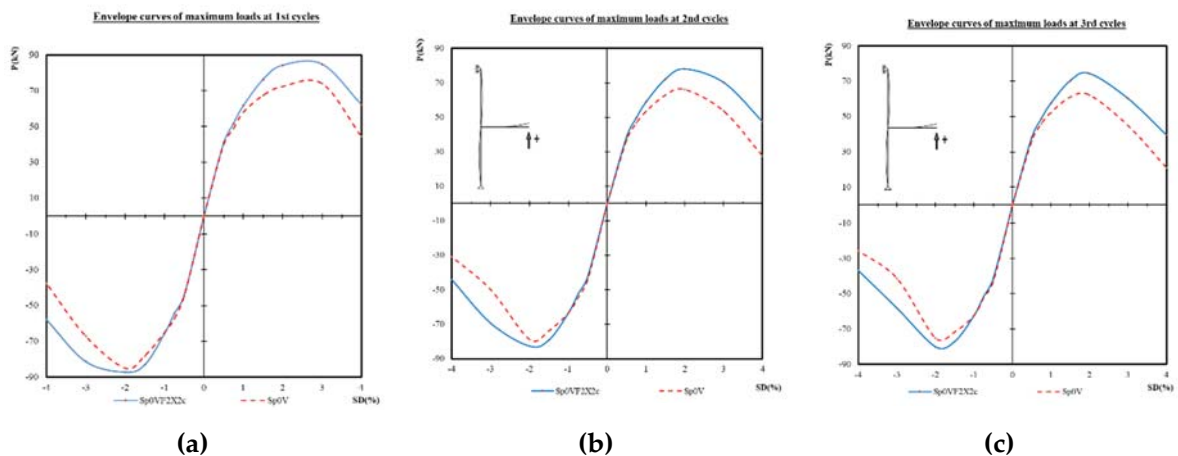 Envelope curves of maximum loads at 1st cycles
P(kN)
90
70
50
30
10
-10
-30
-50
-70
-90
-4 -3 -2 -1 0 1 2 3 4
SD(%)
Sp0VF2X2c Sp0V
(a)
Envelope curves of maximum loads at 2nd cycles
P(kN)
90
70
50
30
10
-10
-30
-50
-70
-90
+
-4 -3 -2 -1 0 1 2 3 4
SD(%)
Sp0VF2X2c Sp0V
(b)
Envelope curves of maximum loads at 3rd cycles
P(kN)
90
70
50
30
10
-10
-30
-50
-70
-90
+
-4 -3 -2 -1 0 1 2 3 4
SD(%)
Sp0VF2X2c Sp0V
(c)